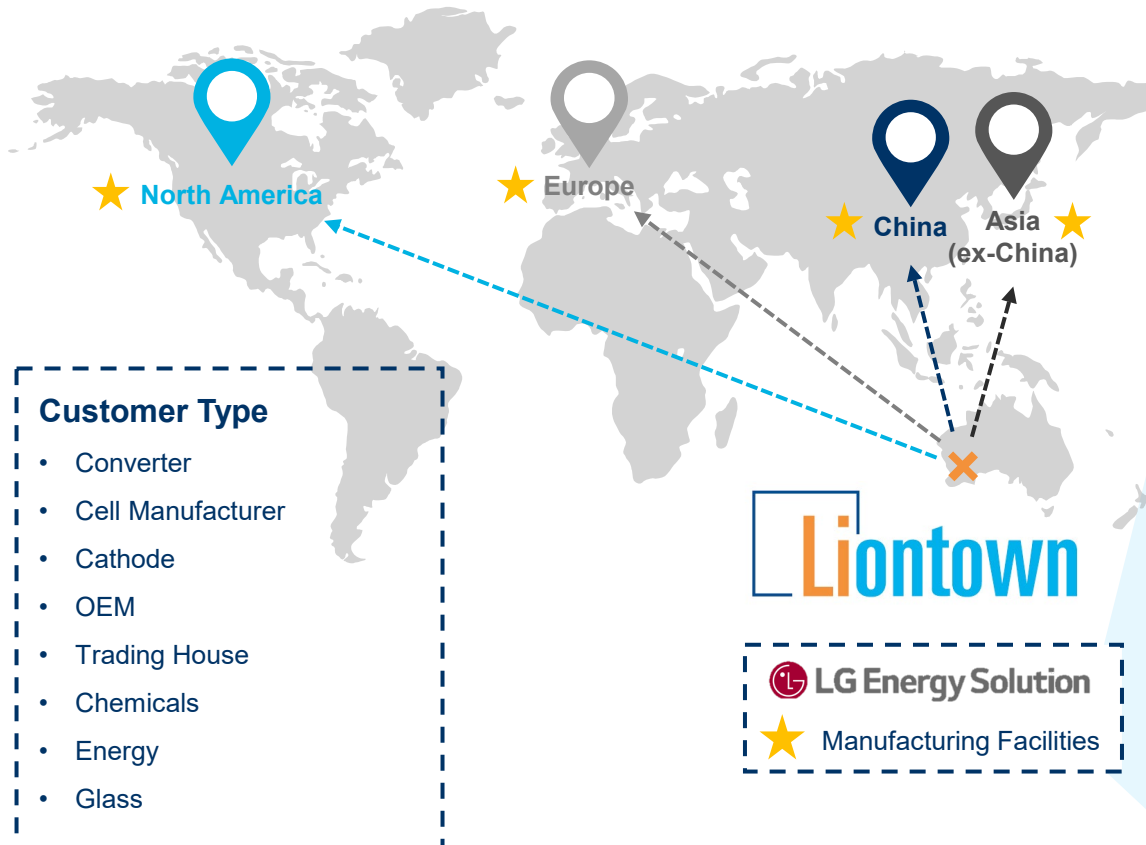 North America
Europe
China
Asia
(ex-China)
Customer Type
• Converter
• Cell Manufacturer
• Cathode
• OEM
• Trading House
• Chemicals
• Energy
• Glass
Liontown
LG Energy Solution
Manufacturing Facilities